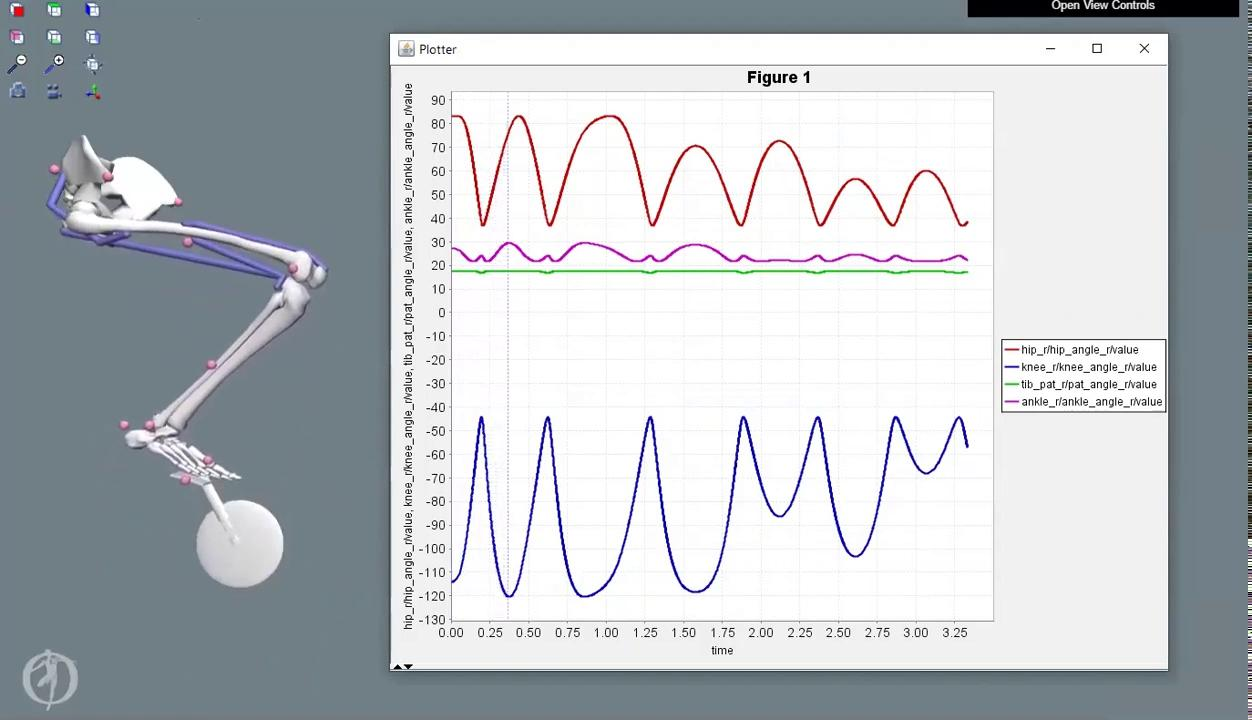 Open View Controls
Plotter
Figure 1
hip_r/hip_angle_r/value, knee_r/knee_angle_r/value, tib_pat_r/pat_angle_r/value, ankle_r/ankle_angle_r/value
90
80
70
60
50
40
30
20
10
0
-10
-20
-30
-40
-50
-60
-70
-80
-90
-100
-110
-120
-130
0.00 0.25 0.50 0.75 1.00 1.25 1.50 1.75 2.00 2.25 2.50 2.75 3.00 3.25
time
hip_r/hip_angle_r/value
knee_r/knee_angle_r/value
tib_pat_r/pat_angle_r/value
ankle_r/ankle_angle_r/value